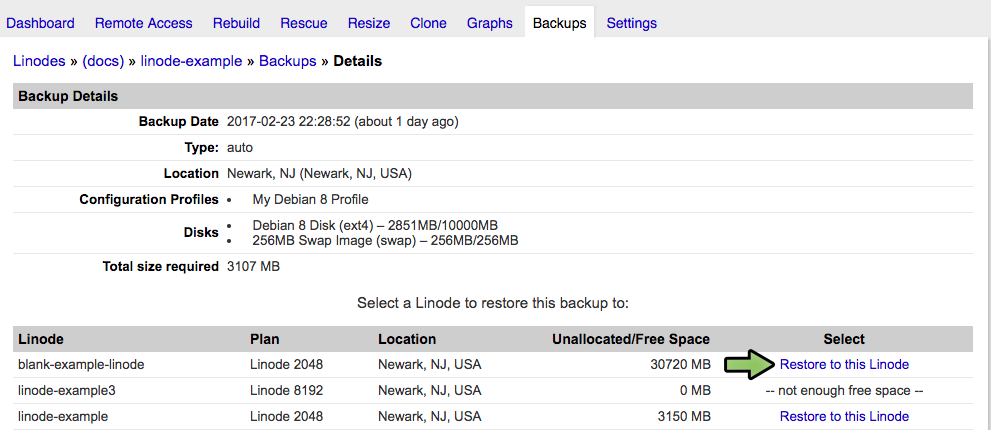 Dashboard Remote Access Rebuild Rescue Resize Clone Graphs Backups Settings
Linodes » (docs) » linode-example » Backups » Details
Backup Details
Backup Date 2017-02-23 22:28:52 (about 1 day ago)
Type: auto
Location Newark, NJ (Newark, NJ, USA)
Configuration Profiles • My Debian 8 Profile
Disks • Debian 8 Disk (ext4) – 2851MB/10000MB
• 256MB Swap Image (swap) – 256MB/256MB
Total size required 3107 MB
Select a Linode to restore this backup to:
Linode Plan Location Unallocated/Free Space Select
blank-example-linode Linode 2048 Newark, NJ, USA 30720 MB Restore to this Linode
linode-example3 Linode 8192 Newark, NJ, USA 0 MB -- not enough free space --
linode-example Linode 2048 Newark, NJ, USA 3150 MB Restore to this Linode